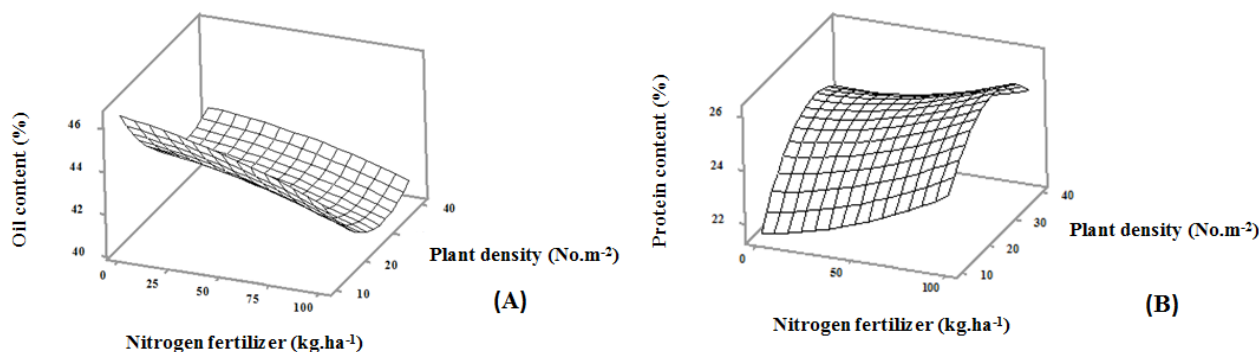 46
44
42
40
Oil content (%)
0
25
50
75
100
10
20
40
Plant density (No.m-2)
Nitrogen fertilizer (kg.ha-1)
(A)
26
24
22
Protein content (%)
0
50
100
10
20
30
40
Plant density (No.m-2)
Nitrogen fertilizer (kg.ha-1)
(B)